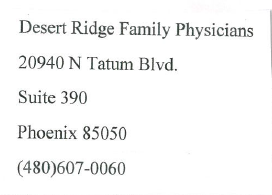 Desert Ridge Family Physicians
20940 N Tatum Blvd.
Suite 390
Phoenix 85050
(480)607-0060